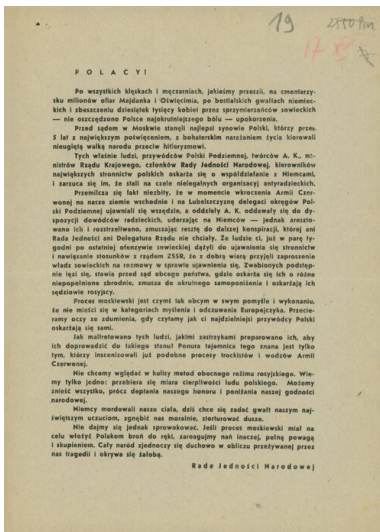 19
P O L A C Y !
Po wszystkich klęskach i męczarniach, jakieśmy przeszli, na cmentarzy-
sku milionów ofiar Majdanka i Oświęcimia, po bestialskich gwałtach niemiec-
kich i zbeszczeniu dziesiątek tysięcy kobiet przez sprzymierzeńców sowieckich
— nie oszczędzono Polsce najokrutniejszego bólu — upokorzenia.
Przed sądem w Moskwie stanęli najlepsi synowie Polski, którzy przez
5 lat z najwyższym poświęceniem, z bohaterskim narażaniem życia kierowali
nieugiętą walką narodu przeciw hitleryzmowi.
Tych właśnie ludzi, przywódców Polski Podziemnej, twórców A. K., mi-
nistrów Rządu Krajowego, członków Rady Jedności Narodowej, kierowników
największych stronnictw polskich oskarża się o współdziałanie z Niemcami,
i zarzuca się im, że stali na czele nielegalnych organizacyj antyradzieckich.
Przemilcza się fakt niezbity, że w momencie wkroczenia Armii Czer-
wonej na nasze ziemie wschodnie i na Lubelszczyznę delegaci okręgów Pol-
ski Podziemnej ujawniali się wszędzie, a oddziały A. K. oddawały się do dy-
spozycji dowódców radzieckich, uderzając na Niemców — jednak areszto-
wano ich i rozstrzeliwano, zmuszając resztę do dalszej konspiracji, której ani
Rada Jedności ani Delegatura Rządu nie chciały. Że ludzie ci, już w parę ty-
godni po ostatniej ofenzywie sowieckiej dążyli do ujawnienia się stronnictw
i nawiązanie stosunków z rządem ZSSR, że z dobrą wiarą przyjęli zaproszenie
władz sowieckich na rozmowy w sprawie ujawnienia się. Zwabionych podstęp-
nie więzi się, stawia przed sąd obcego państwa, gdzie oskarża się ich o różne
niepopełnione zbrodnie, zmusza do okrutnego samoponiżenia i oskarżają ich
sędziowie rosyjscy.
Proces moskiewski jest czymś tak obcym w swym pomyśle i wykonaniu,
że nie mieści się w kategoriach myślenia i odczuwania Europejczyka. Przecie-
ramy oczy ze zdumienia, gdy czytamy jak ci najzdzielniejsi przywódcy Polski
oskarżają się sami.
Jak maltretowano tych ludzi, jakimi zastrzykami preparowano ich, aby
ich doprowadzić do takiego stanu? Ponura tajemnica tego znana jest tylko
tym, którzy inscenizowali już podobne procesy trockistów i wodzów Armii
Czerwonej.
Nie chcemy wglądać w kulisy metod obecnego reżimu rosyjskiego. Wie-
my tylko jedno: przebiera się miara cierpliwości ludu polskiego. Możemy
znieść wszystko, prócz deptania naszego honoru i poniżania naszej godności
narodowej.
Niemcy mordowali nasze ciała, dziś chce się zadać gwałt naszym naj-
świętszym uczuciom, zgnębić nas moralnie, storturować dusze.
Nie dajmy się jednak sprowokować. Jeśli proces moskiewski miał na
celu włożyć Polakom broń do ręki, zareagujmy nań inaczej, pełną powagą
i skupieniem. Cały naród zjednoczy się duchowo w obliczu przeżywanej przez
nas tragedii i okrywa się żałobą.
Rada Jedności Narodowej